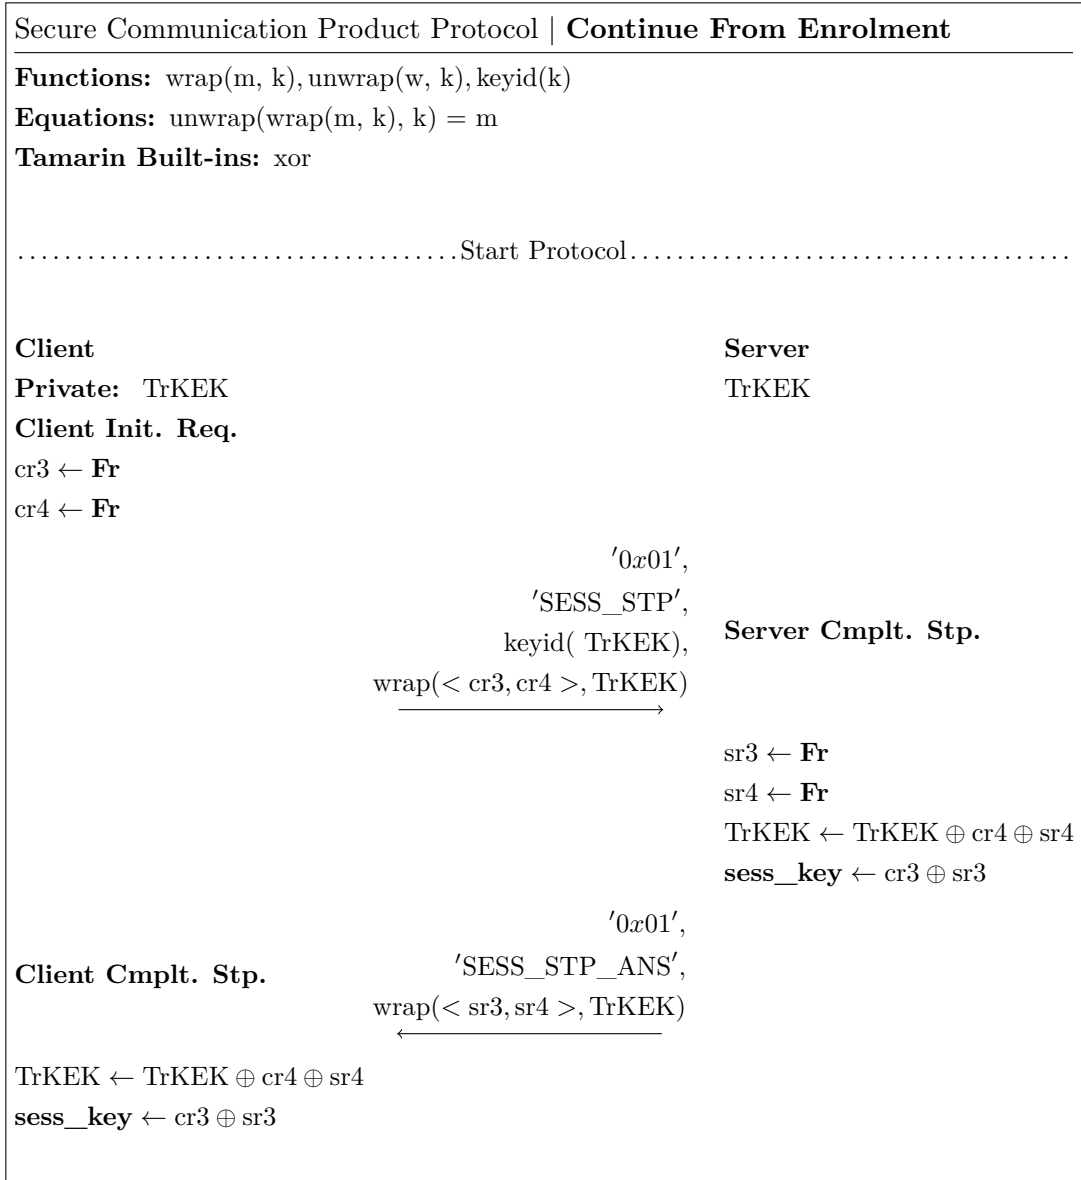 Secure Communication Product Protocol | Continue From Enrolment
Functions: wrap(m, k), unwrap(w, k), keyid(k)
Equations: unwrap(wrap(m, k), k) = m
Tamarin Built-ins: xor
......................................Start Protocol......................................
Client
Server
Private: TrKEK
TrKEK
Client Init. Req.
cr3 ← Fr
cr4 ← Fr
′0x01′,
′SESS_STP′,
keyid( TrKEK),
wrap(< cr3, cr4 >, TrKEK)
Server Cmplt. Stp.
sr3 ← Fr
sr4 ← Fr
TrKEK ← TrKEK ⊕ cr4 ⊕ sr4
sess_key ← cr3 ⊕ sr3
′0x01′,
′SESS_STP_ANS′,
wrap(< sr3, sr4 >, TrKEK)
Client Cmplt. Stp.
TrKEK ← TrKEK ⊕ cr4 ⊕ sr4
sess_key ← cr3 ⊕ sr3